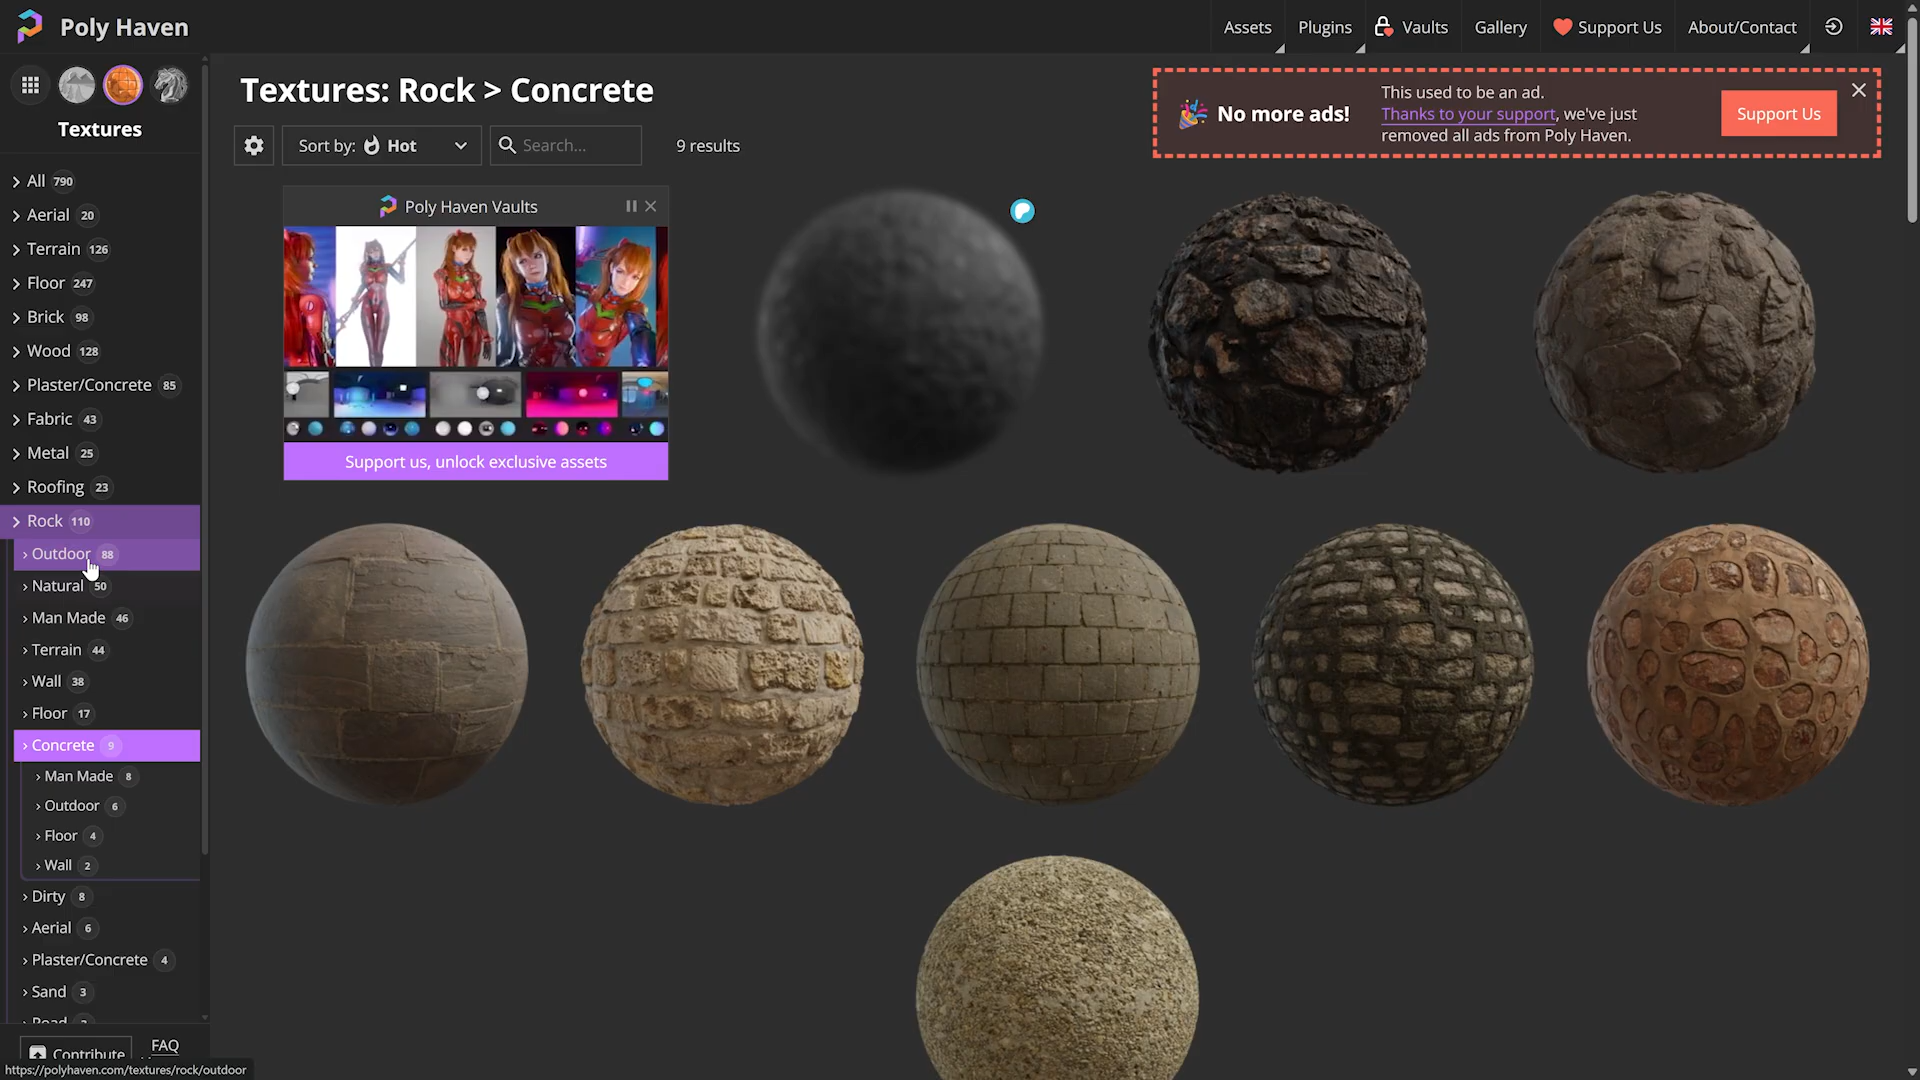 Poly Haven
Assets
Plugins
Vaults
Gallery
Support Us
About/Contact
Textures
All 790
Aerial 20
Terrain 126
Floor 247
Brick 98
Wood 128
Plaster/Concrete 85
Fabric 43
Metal 25
Roofing 23
Rock 110
Outdoor 88
Natural 50
Man Made 46
Terrain 44
Wall 38
Floor 17
Concrete 9
Man Made 8
Outdoor 6
Floor 4
Wall 2
Dirty 8
Aerial 6
Plaster/Concrete 4
Sand 3
Road
Contribute
FAQ
https://polyhaven.com/textures/rock/outdoor
Textures: Rock > Concrete
Sort by: Hot
Search...
9 results
No more ads!
This used to be an ad.
Thanks to your support, we've just
removed all ads from Poly Haven.
Support Us
Poly Haven Vaults
Support us, unlock exclusive assets